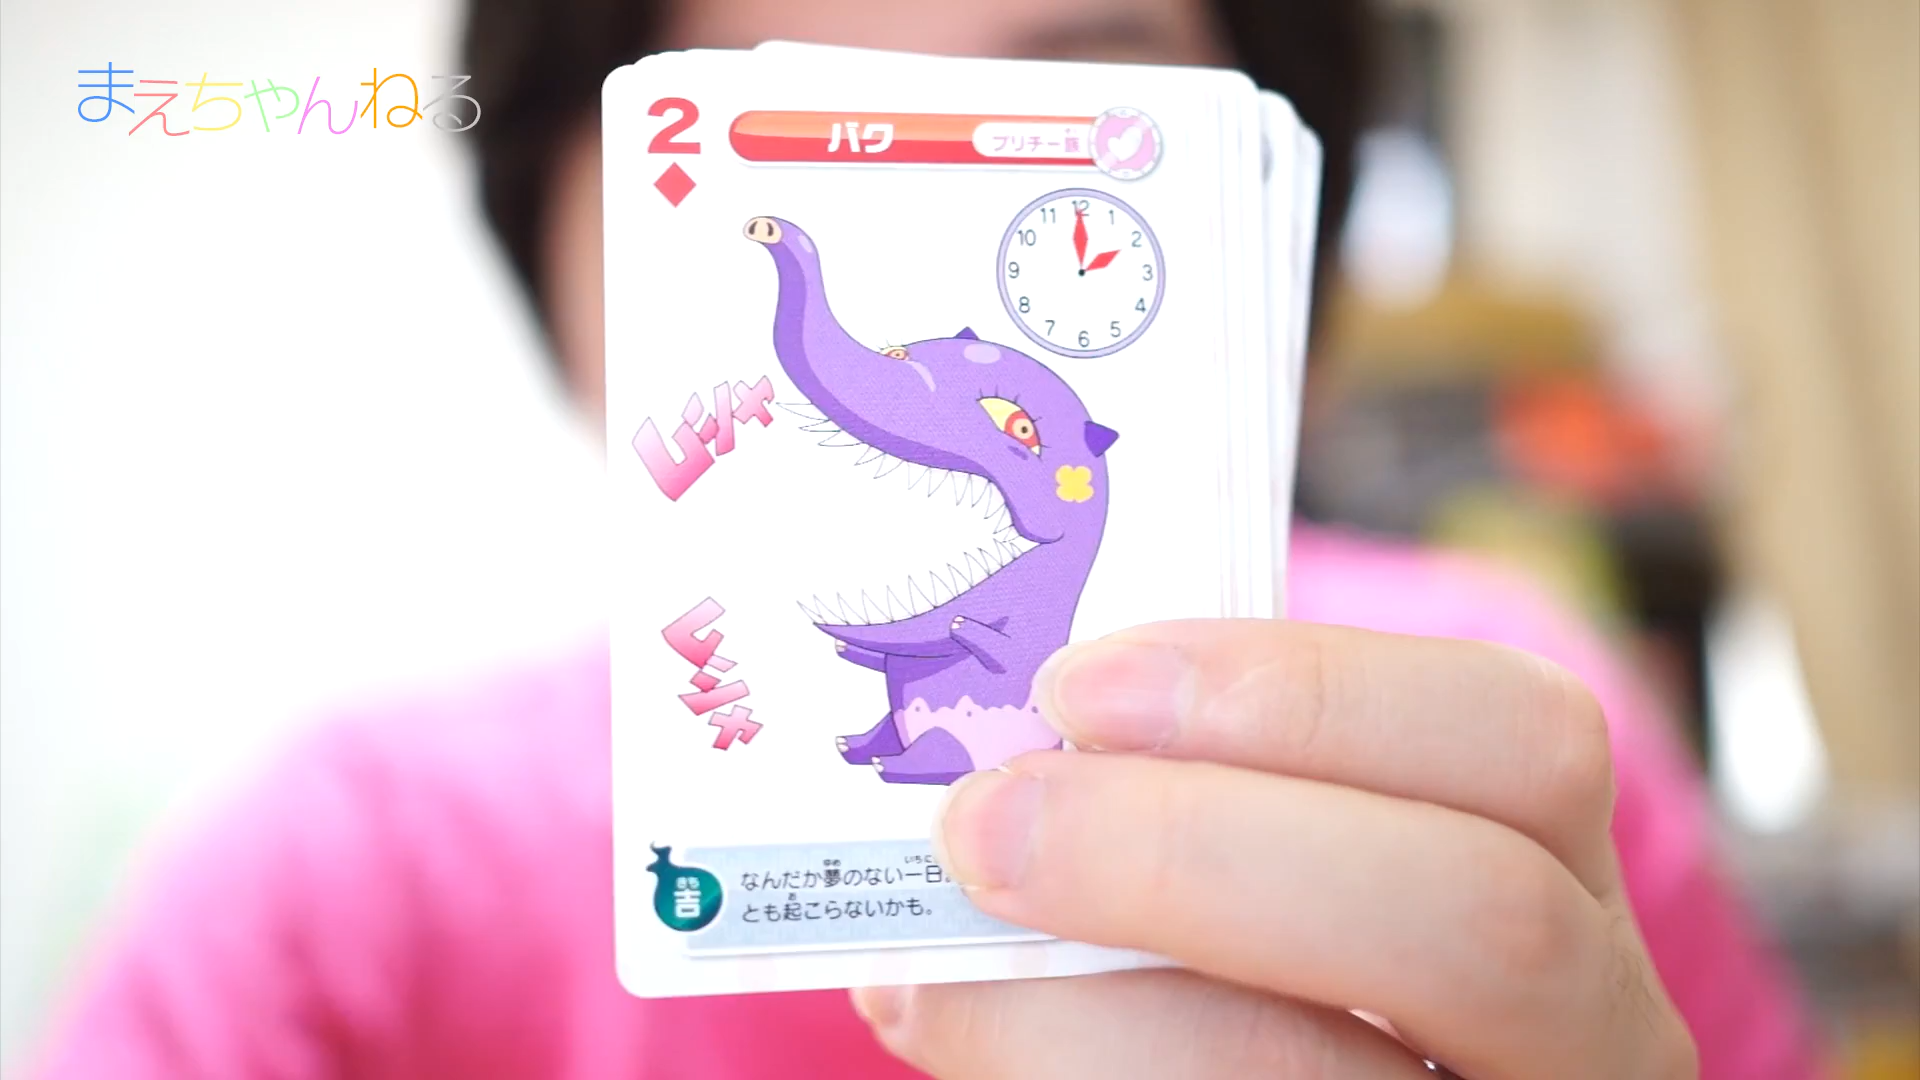 まえちゃんねる
2
バク
プリチー族
12
1
2
3
4
5
6
7
8
9
10
11
ムシャ
ムシャ
きち
吉
ゆめ
いちに
なんだか夢のない一日。
お
とも起こらないかも。